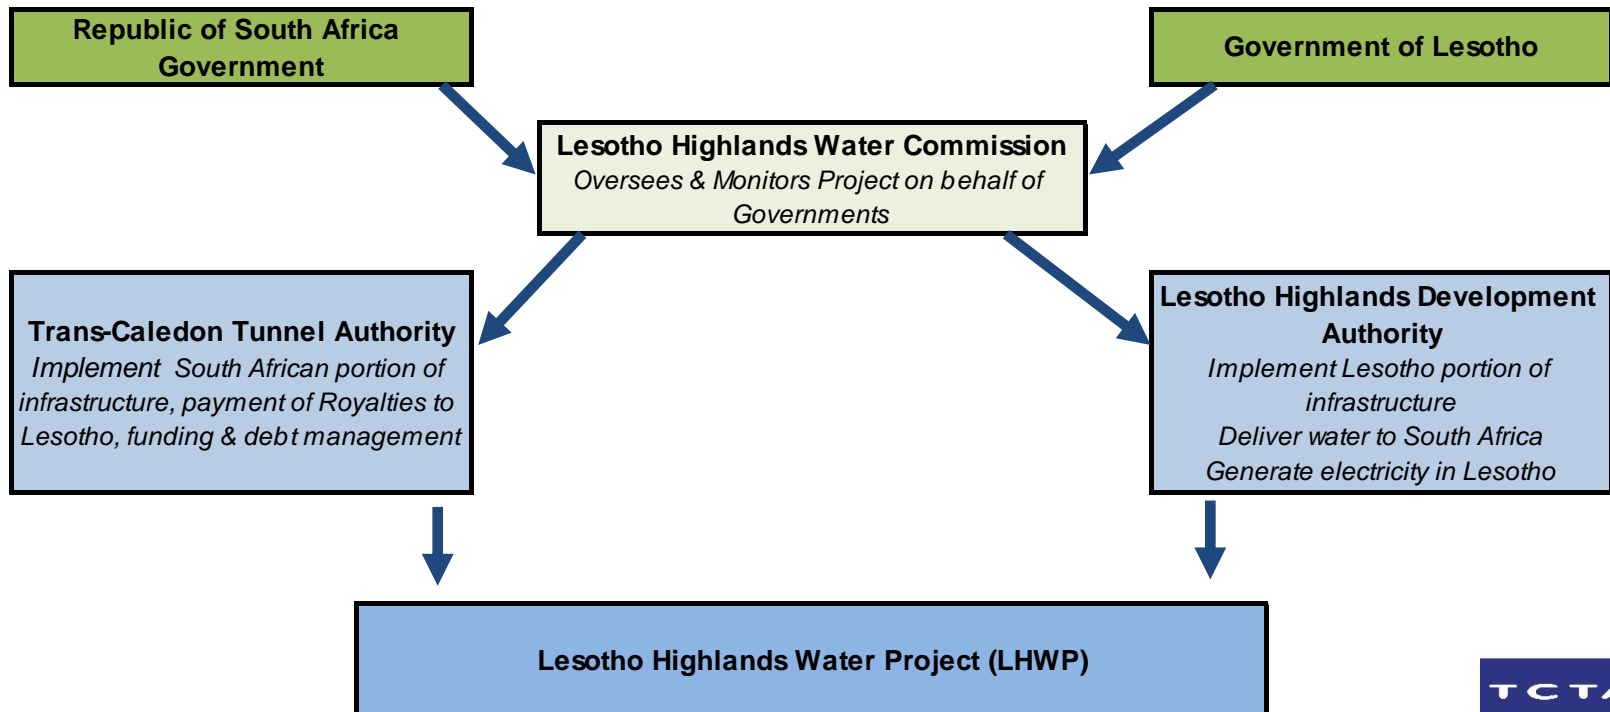 Republic of South Africa
Government
Government of Lesotho
Lesotho Highlands Water Commission
Oversees & Monitors Project on behalf of
Governments
Trans-Caledon Tunnel Authority
Implement South African portion of
infrastructure, payment of Royalties to
Lesotho, funding & debt management
Lesotho Highlands Development
Authority
Implement Lesotho portion of
infrastructure
Deliver water to South Africa
Generate electricity in Lesotho
Lesotho Highlands Water Project (LHWP)
TCTA